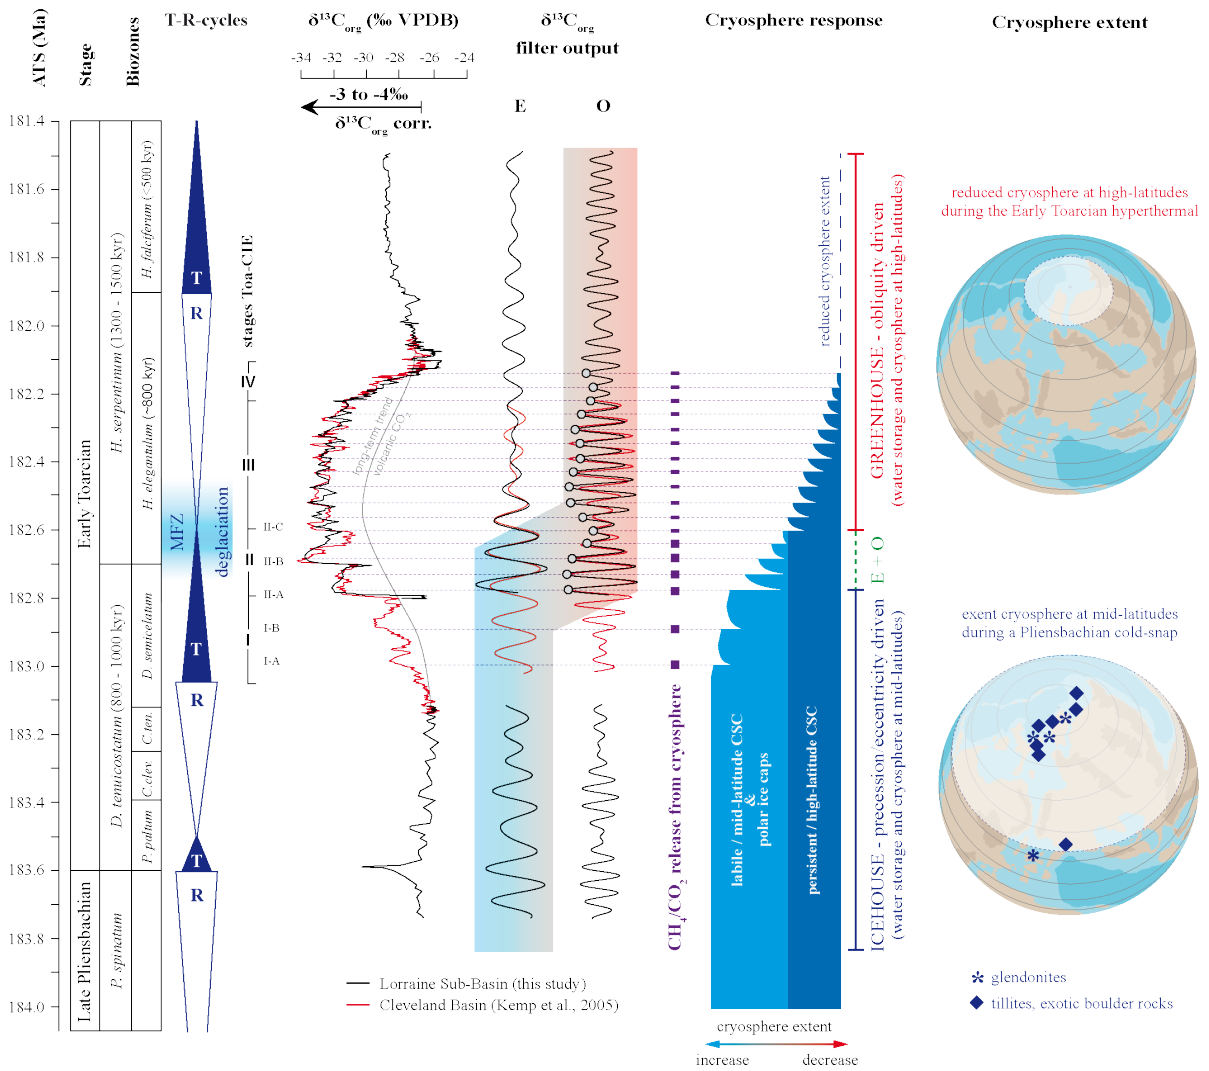 ATS (Ma)
Stage
Biozones
T-R-cycles
δ¹³Corg (‰ VPDB)
δ¹³Corg
filter output
Cryosphere response
Cryosphere extent
-34 -32 -30 -28 -26 -24
-3 to -4‰
δ¹³Corg corr.
E
O
181.4
181.6
181.8
182.0
182.2
182.4
182.6
182.8
183.0
183.2
183.4
183.6
183.8
184.0
Early Toarcian
Late Pliensbachian
H. serpentinum (1300 - 1500 kyr)
D. tenuicostatum (800 - 1000 kyr)
P. spinatum
H. falciferum (<500 kyr)
H. elegantulum (~800 kyr)
D. semicelatum
C.ten.
C.clev.
P. paltum
T
R
MFZ
deglaciation
T
R
T
R
stages Toa-CIE
IV
III
II
I
II-C
II-B
II-A
I-B
I-A
long-term trend
volcanic CO₂
Lorraine Sub-Basin (this study)
Cleveland Basin (Kemp et al., 2005)
CH₄/CO₂ release from cryosphere
labile / mid-latitude CSC
&
polar ice caps
persistent / high-latitude CSC
reduced cryosphere extent
GREENHOUSE - obliquity driven
(water storage and cryosphere at high-latitudes)
E + O
ICEHOUSE - precession/eccentricity driven
(water storage and cryosphere at mid-latitudes)
cryosphere extent
increase
decrease
reduced cryosphere at high-latitudes
during the Early Toarcian hyperthermal
exent cryosphere at mid-latitudes
during a Pliensbachian cold-snap
glendonites
tillites, exotic boulder rocks